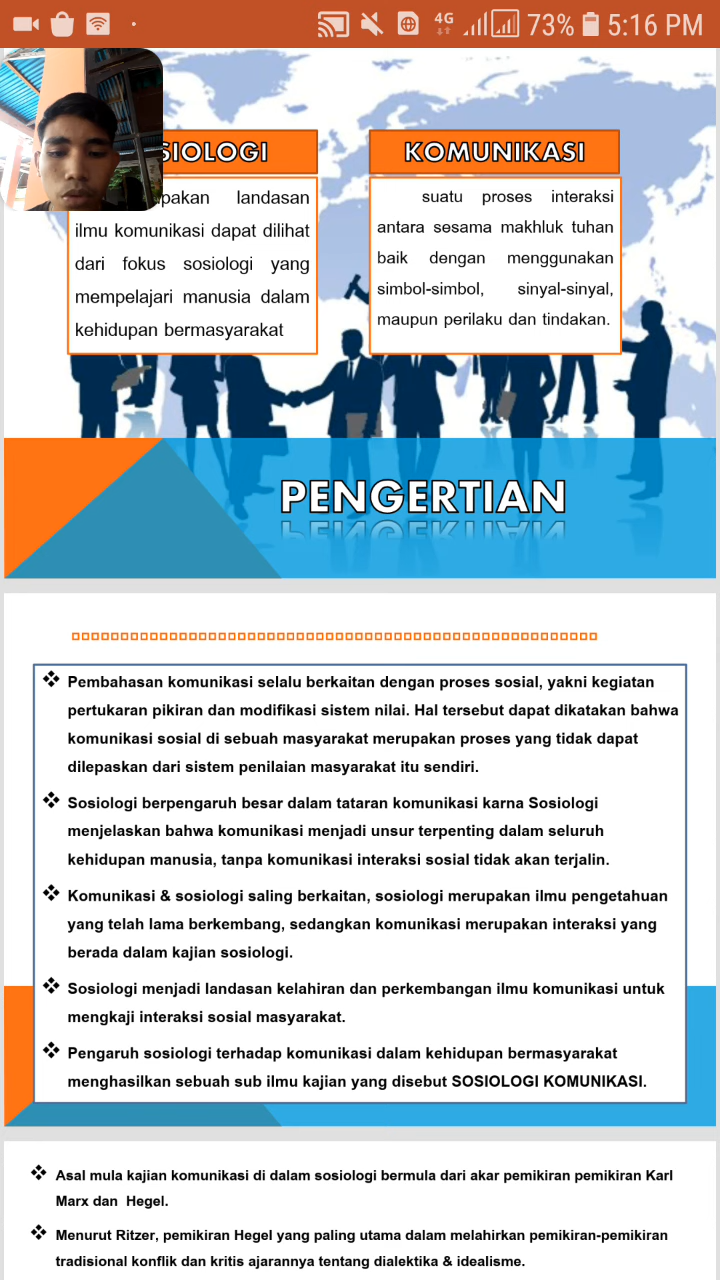 4G 73% 5:16 PM
SIOLOGI
pakan landasan
ilmu komunikasi dapat dilihat
dari fokus sosiologi yang
mempelajari manusia dalam
kehidupan bermasyarakat
KOMUNIKASI
suatu proses interaksi
antara sesama makhluk tuhan
baik dengan menggunakan
simbol-simbol, sinyal-sinyal,
maupun perilaku dan tindakan.
PENGERTIAN
❖ Pembahasan komunikasi selalu berkaitan dengan proses sosial, yakni kegiatan
pertukaran pikiran dan modifikasi sistem nilai. Hal tersebut dapat dikatakan bahwa
komunikasi sosial di sebuah masyarakat merupakan proses yang tidak dapat
dilepaskan dari sistem penilaian masyarakat itu sendiri.
❖ Sosiologi berpengaruh besar dalam tataran komunikasi karna Sosiologi
menjelaskan bahwa komunikasi menjadi unsur terpenting dalam seluruh
kehidupan manusia, tanpa komunikasi interaksi sosial tidak akan terjalin.
❖ Komunikasi & sosiologi saling berkaitan, sosiologi merupakan ilmu pengetahuan
yang telah lama berkembang, sedangkan komunikasi merupakan interaksi yang
berada dalam kajian sosiologi.
❖ Sosiologi menjadi landasan kelahiran dan perkembangan ilmu komunikasi untuk
mengkaji interaksi sosial masyarakat.
❖ Pengaruh sosiologi terhadap komunikasi dalam kehidupan bermasyarakat
menghasilkan sebuah sub ilmu kajian yang disebut SOSIOLOGI KOMUNIKASI.
❖ Asal mula kajian komunikasi di dalam sosiologi bermula dari akar pemikiran pemikiran Karl
Marx dan Hegel.
❖ Menurut Ritzer, pemikiran Hegel yang paling utama dalam melahirkan pemikiran-pemikiran
tradisional konflik dan kritis ajarannya tentang dialektika & idealisme.